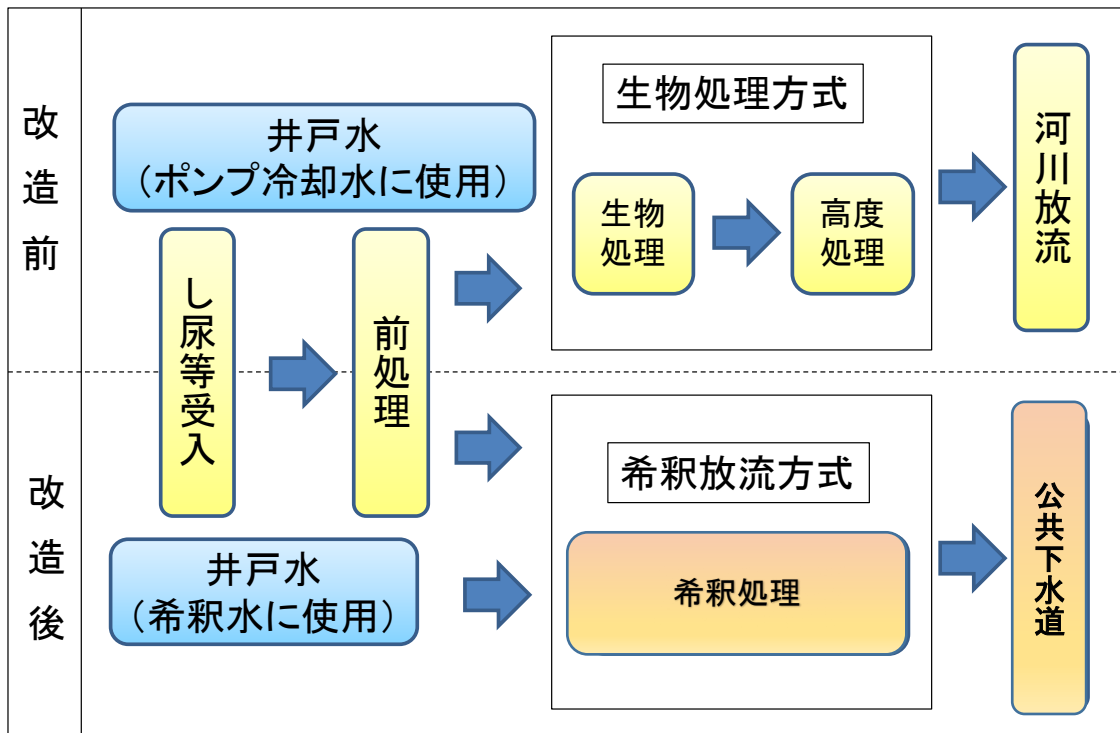 改造前
井戸水
（ポンプ冷却水に使用）
し尿等受入
前処理
生物処理方式
生物
処理
高度
処理
河川放流
改造後
井戸水
（希釈水に使用）
希釈放流方式
希釈処理
公共下水道